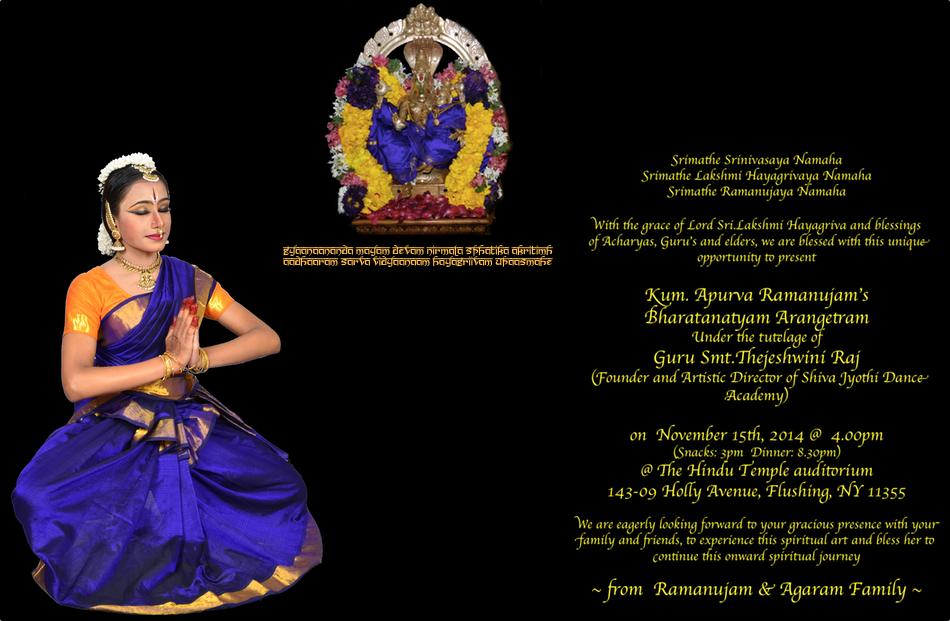 gyaanaananda mayam devam nirmala sphatika akritimh
aadhaaram sarva vidyaanaam hayagriivam upaasmahe
Srimathe Srinivasaya Namaha
Srimathe Lakshmi Hayagrivaya Namaha
Srimathe Ramanujaya Namaha
With the grace of Lord Sri.Lakshmi Hayagriva and blessings
of Acharyas, Guru's and elders, we are blessed with this unique
opportunity to present
Kum. Apurva Ramanujam's
Bharatanatyam Arangetram
Under the tutelage of
Guru Smt.Thejeshwini Raj
(Founder and Artistic Director of Shiva Jyothi Dance
Academy)
on November 15th, 2014 @ 4.00pm
(Snacks: 3pm Dinner: 8.30pm)
@ The Hindu Temple auditorium
143-09 Holly Avenue, Flushing, NY 11355
We are eagerly looking forward to your gracious presence with your
family and friends, to experience this spiritual art and bless her to
continue this onward spiritual journey
~ from Ramanujam & Agaram Family ~